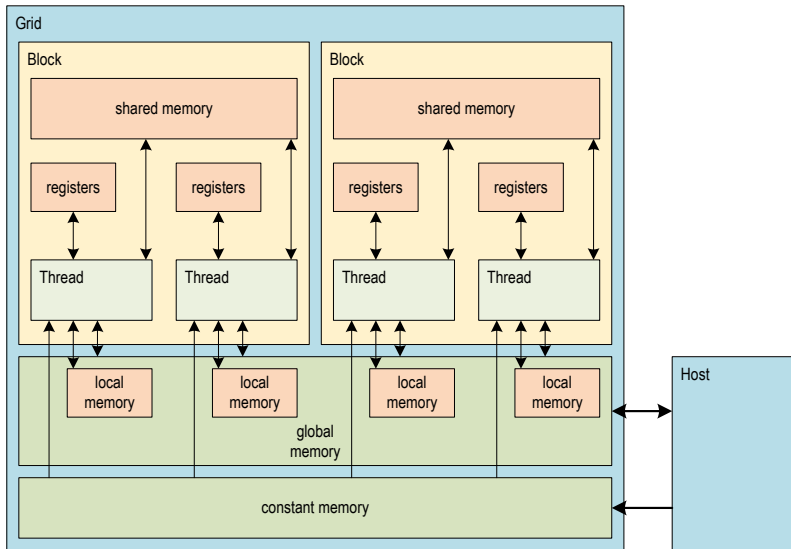 Grid
Block
Block
shared memory
shared memory
registers
registers
registers
registers
Thread
Thread
Thread
Thread
local
memory
local
memory
local
memory
local
memory
Host
global
memory
constant memory